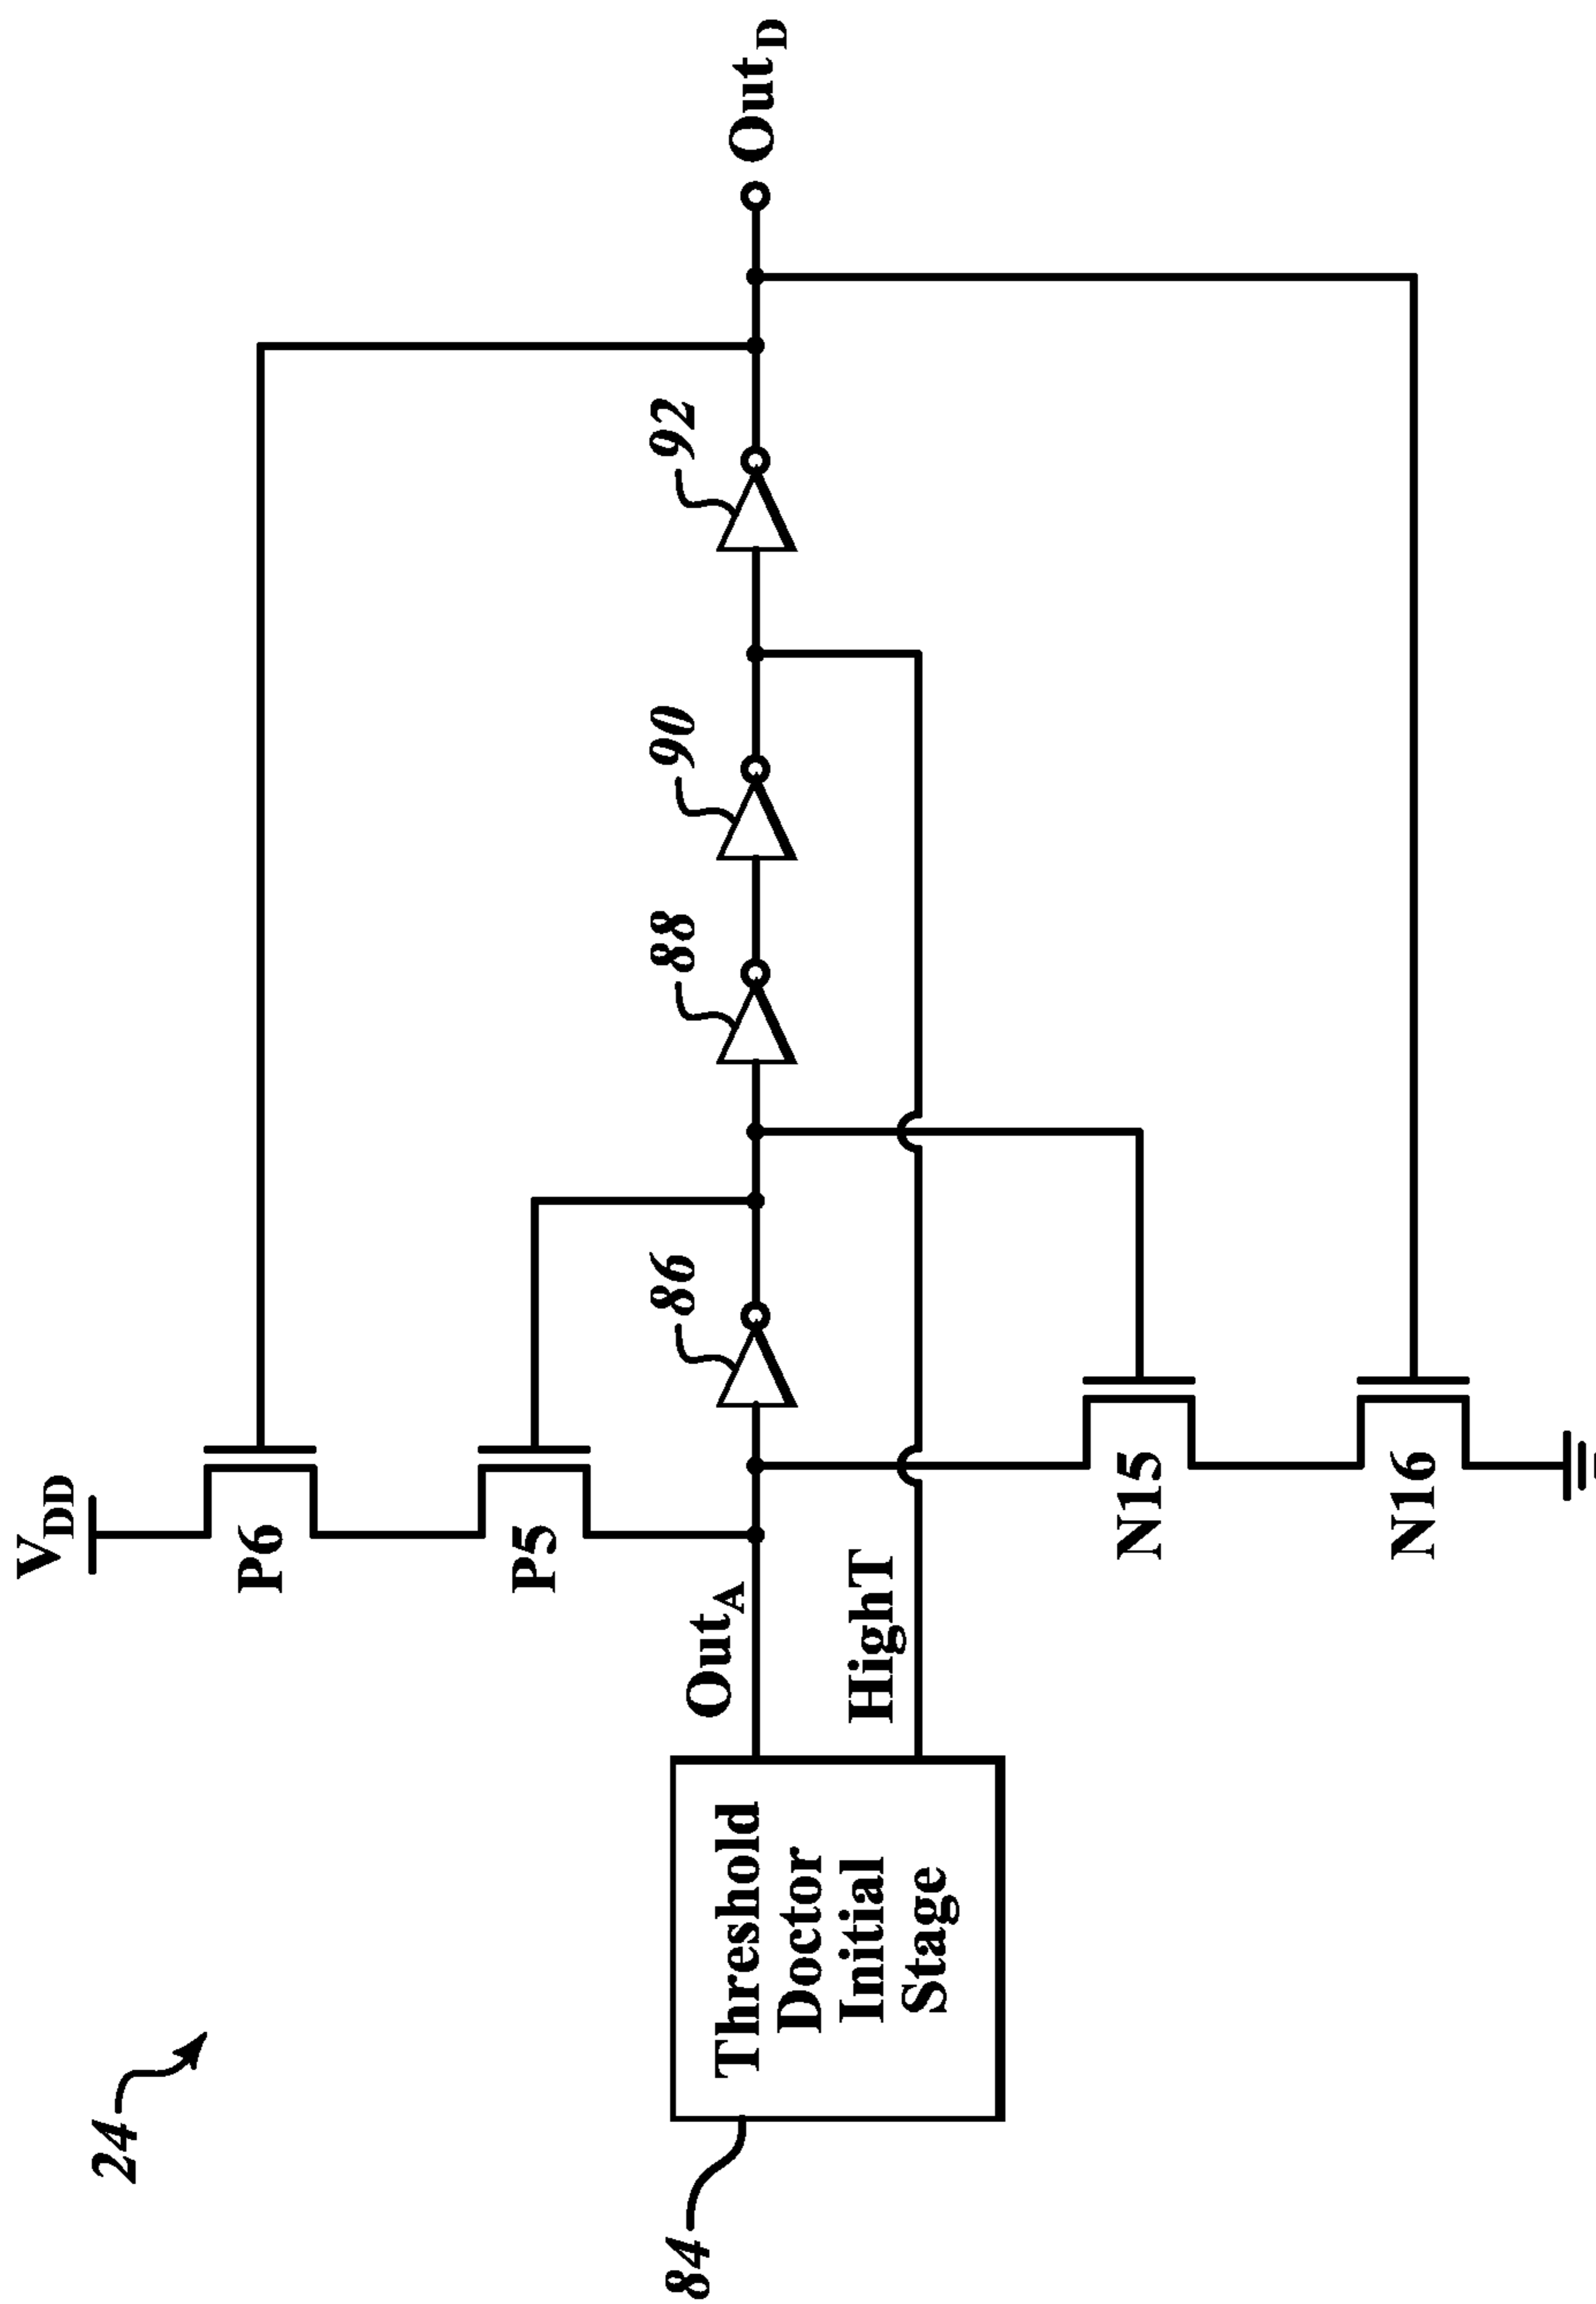 24
V_DD
P6
P5
Out_A
86
88
90
92
Out_D
HighT
84
Threshold
Doctor
Initial
Stage
N15
N16